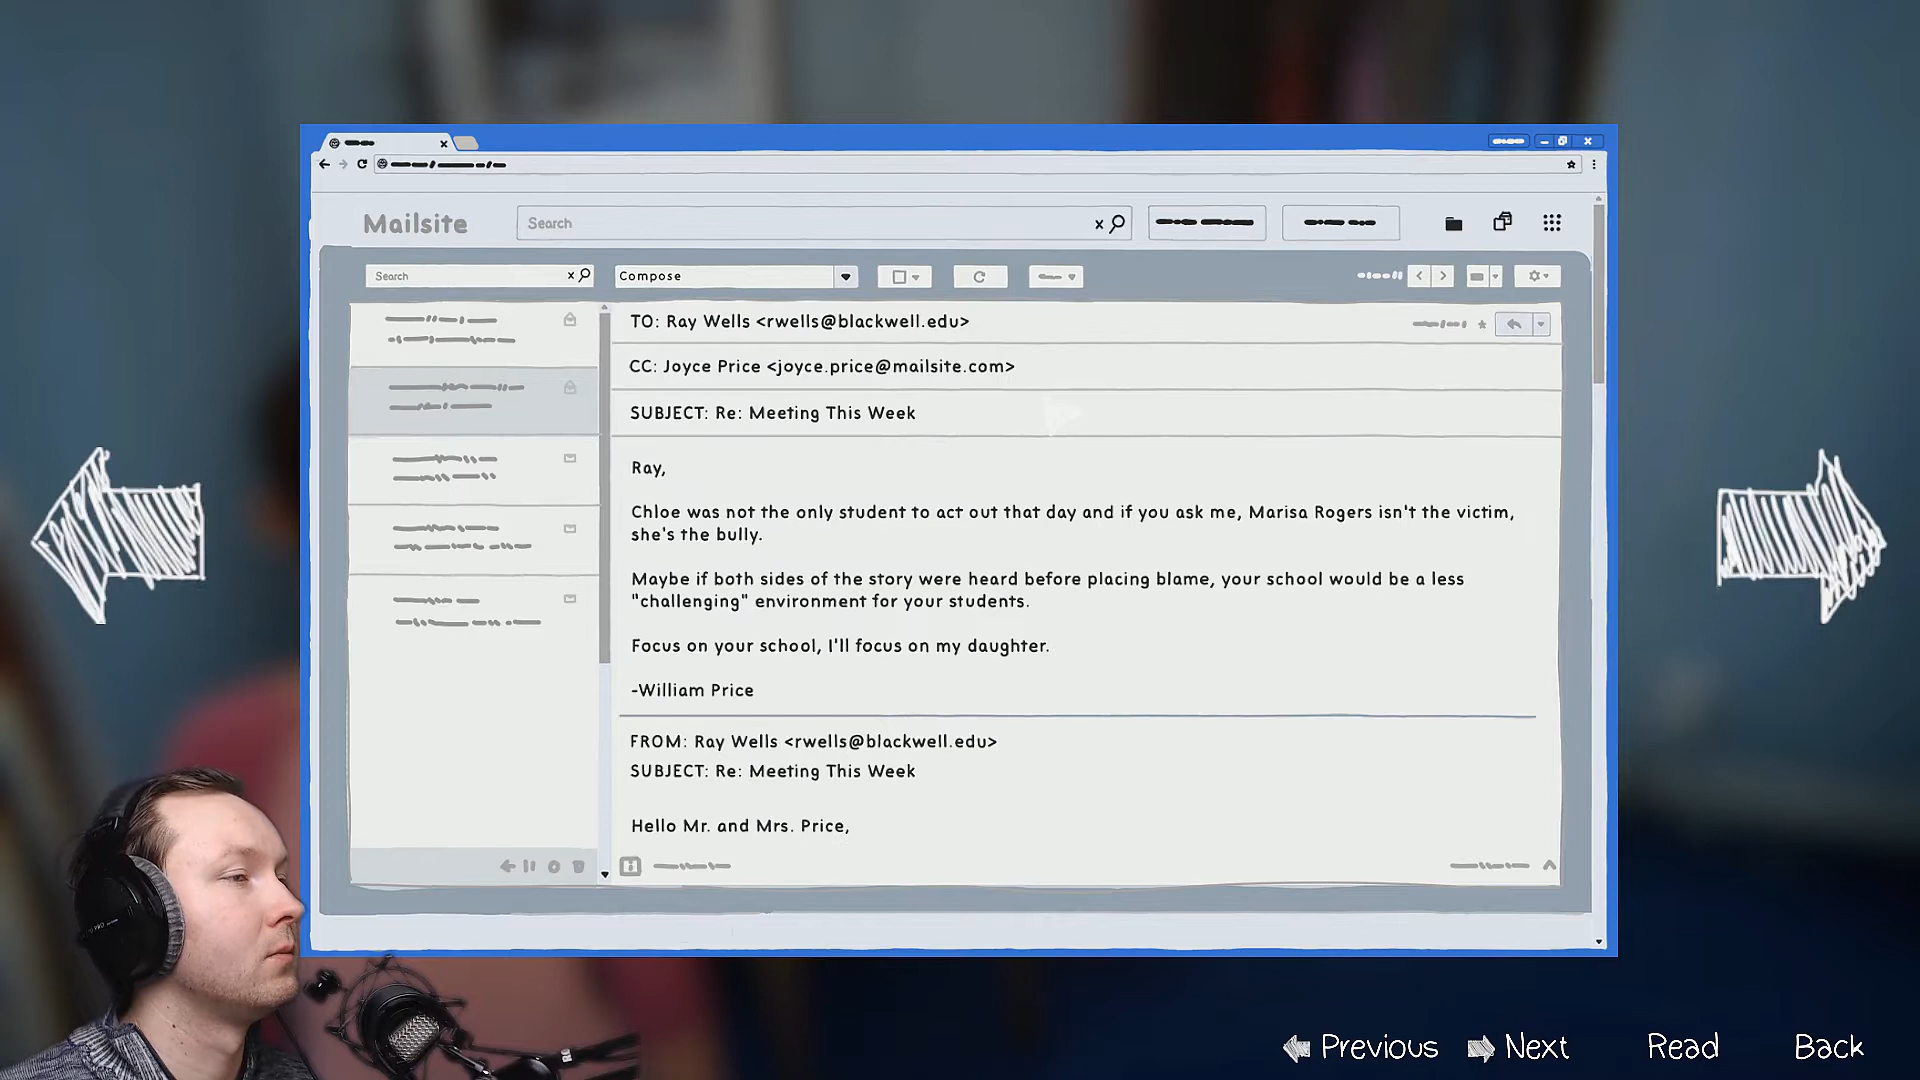 Mailsite
Search
Search
Compose
TO: Ray Wells <rwells@blackwell.edu>
CC: Joyce Price <joyce.price@mailsite.com>
SUBJECT: Re: Meeting This Week
Ray,
Chloe was not the only student to act out that day and if you ask me, Marisa Rogers isn't the victim,
she's the bully.
Maybe if both sides of the story were heard before placing blame, your school would be a less
"challenging" environment for your students.
Focus on your school, I'll focus on my daughter.
-William Price
FROM: Ray Wells <rwells@blackwell.edu>
SUBJECT: Re: Meeting This Week
Hello Mr. and Mrs. Price,
Previous
Next
Read
Back